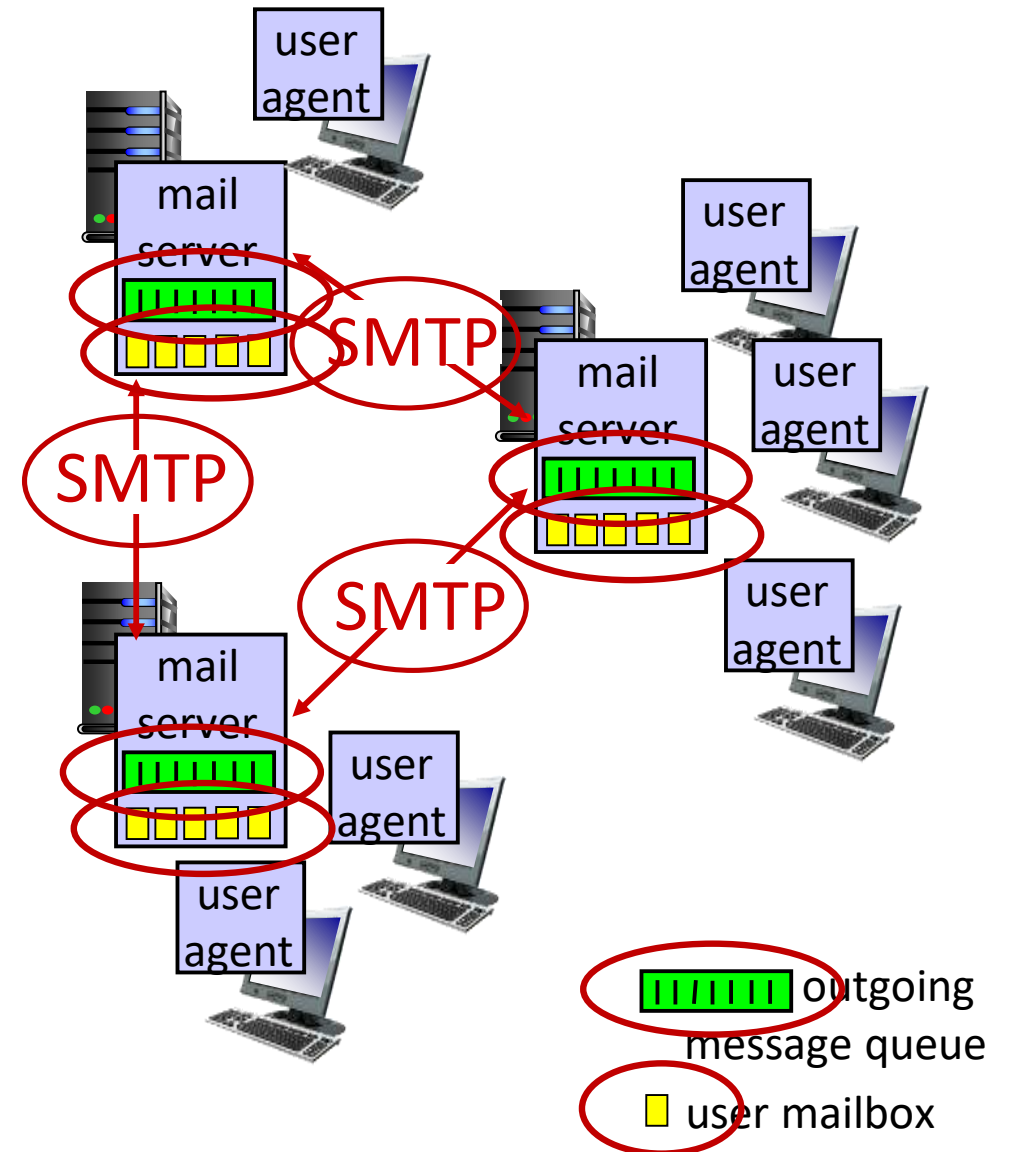 user
agent
mail
server
user
agent
SMTP
mail
server
user
agent
SMTP
SMTP
user
agent
mail
server
user
agent
user
agent
outgoing
message queue
user mailbox